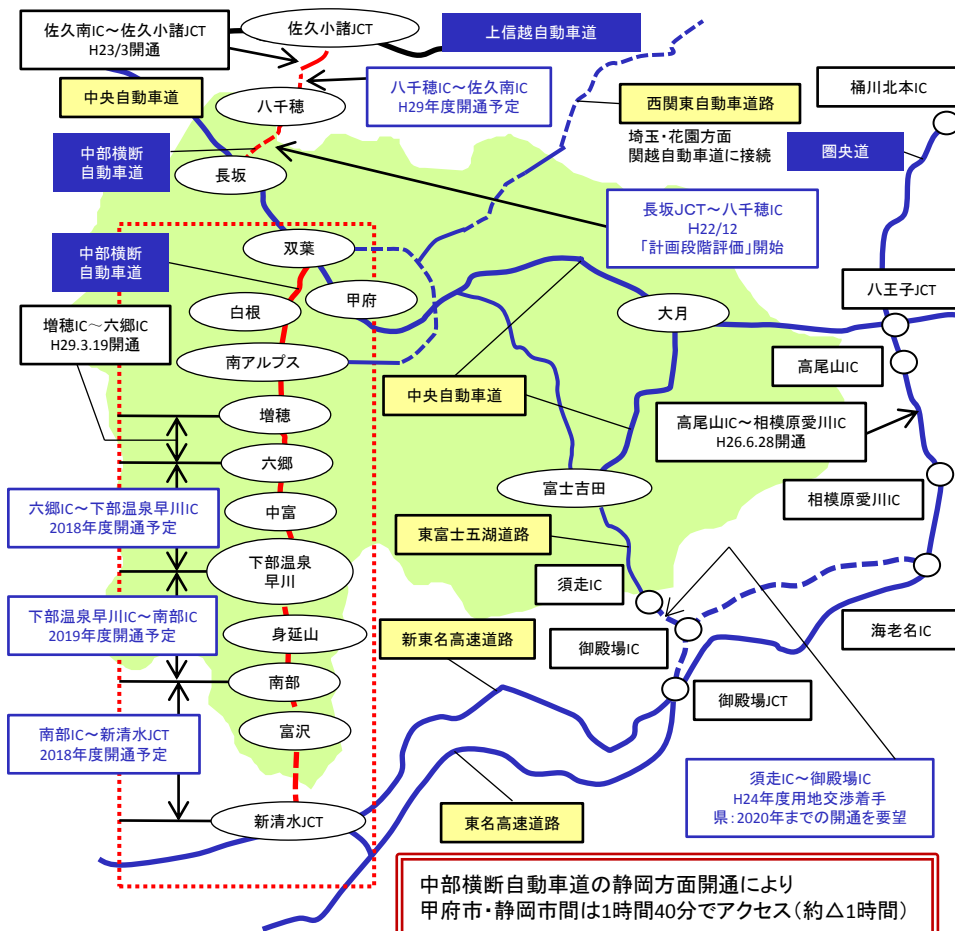 佐久南IC～佐久小諸JCT
H23/3開通
佐久小諸JCT
上信越自動車道
中央自動車道
八千穂
八千穂IC～佐久南IC
H29年度開通予定
西関東自動車道路
埼玉・花園方面
関越自動車道に接続
桶川北本IC
圏央道
中部横断
自動車道
長坂
長坂JCT～八千穂IC
H22/12
「計画段階評価」開始
中部横断
自動車道
双葉
甲府
白根
大月
八王子JCT
増穂IC～六郷IC
H29.3.19開通
南アルプス
高尾山IC
中央自動車道
増穂
高尾山IC～相模原愛川IC
H26.6.28開通
六郷
富士吉田
相模原愛川IC
六郷IC～下部温泉早川IC
2018年度開通予定
中富
東富士五湖道路
下部温泉
早川
須走IC
下部温泉早川IC～南部IC
2019年度開通予定
身延山
新東名高速道路
御殿場IC
海老名IC
南部
御殿場JCT
南部IC～新清水JCT
2018年度開通予定
富沢
須走IC～御殿場IC
H24年度用地交渉着手
県：2020年までの開通を要望
新清水JCT
東名高速道路
中部横断自動車道の静岡方面開通により
甲府市・静岡市間は1時間40分でアクセス（約△1時間）